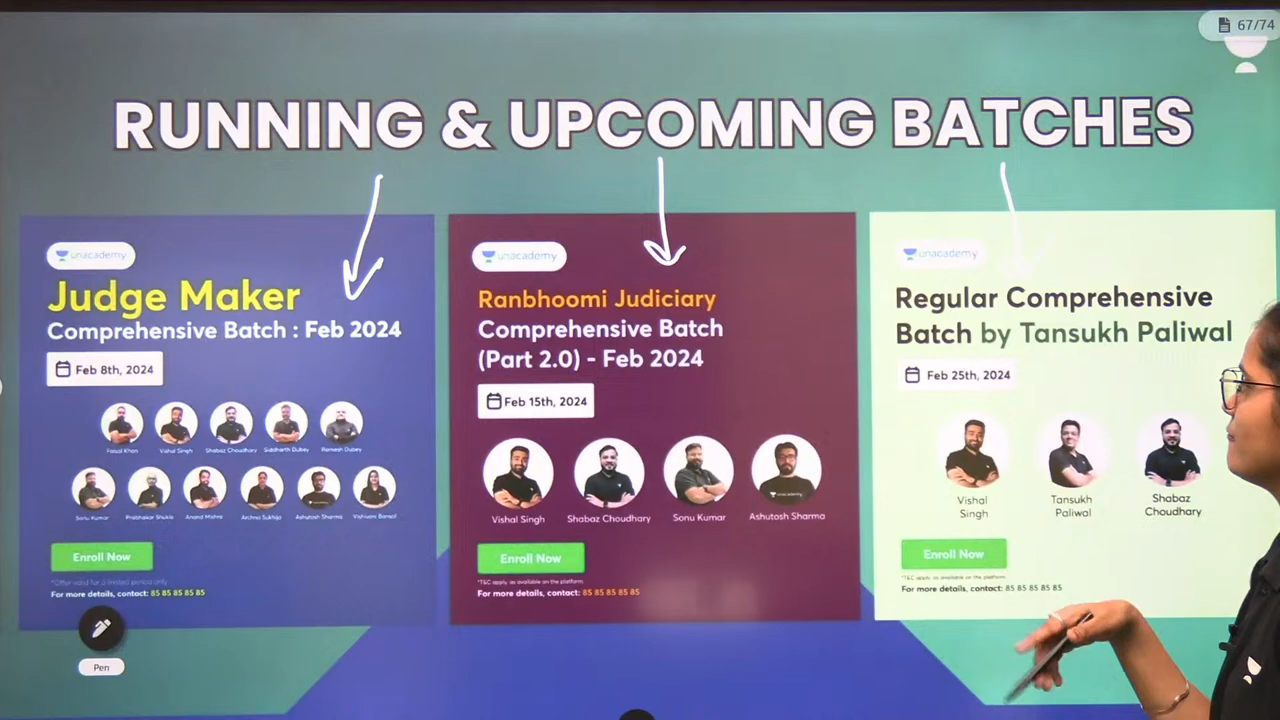 67/74
RUNNING & UPCOMING BATCHES
unacademy
Judge Maker
Comprehensive Batch : Feb 2024
Feb 8th, 2024
Faisal Khan Vishal Singh Shabaz Choudhary Siddharth Dubey Ramesh Dubey
Sonu Kumar Prabhakar Shukla Anand Mishra Archna Sukhija Ashutosh Sharma Vishivani Bansal
Enroll Now
*Offer valid for a limited period only
For more details, contact: 85 85 85 85 85
Pen
unacademy
Ranbhoomi Judiciary
Comprehensive Batch
(Part 2.0) - Feb 2024
Feb 15th, 2024
Vishal Singh Shabaz Choudhary Sonu Kumar Ashutosh Sharma
unacademy
Enroll Now
*T&C apply, as available on the platform.
For more details, contact: 85 85 85 85 85
unacademy
Regular Comprehensive
Batch by Tansukh Paliwal
Feb 25th, 2024
Vishal Tansukh Shabaz
Singh Paliwal Choudhary
Enroll Now
*T&C apply, as available on the platform.
For more details, contact: 85 85 85 85 85